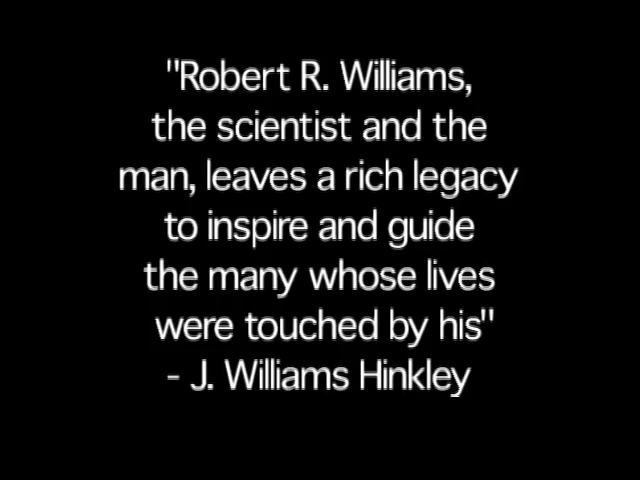 "Robert R. Williams,
the scientist and the
man, leaves a rich legacy
to inspire and guide
the many whose lives
were touched by his"
- J. Williams Hinkley